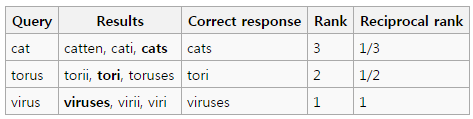 Query Results Correct response Rank Reciprocal rank
cat catten, cati, cats cats 3 1/3
torus torii, tori, toruses tori 2 1/2
virus viruses, virii, viri viruses 1 1